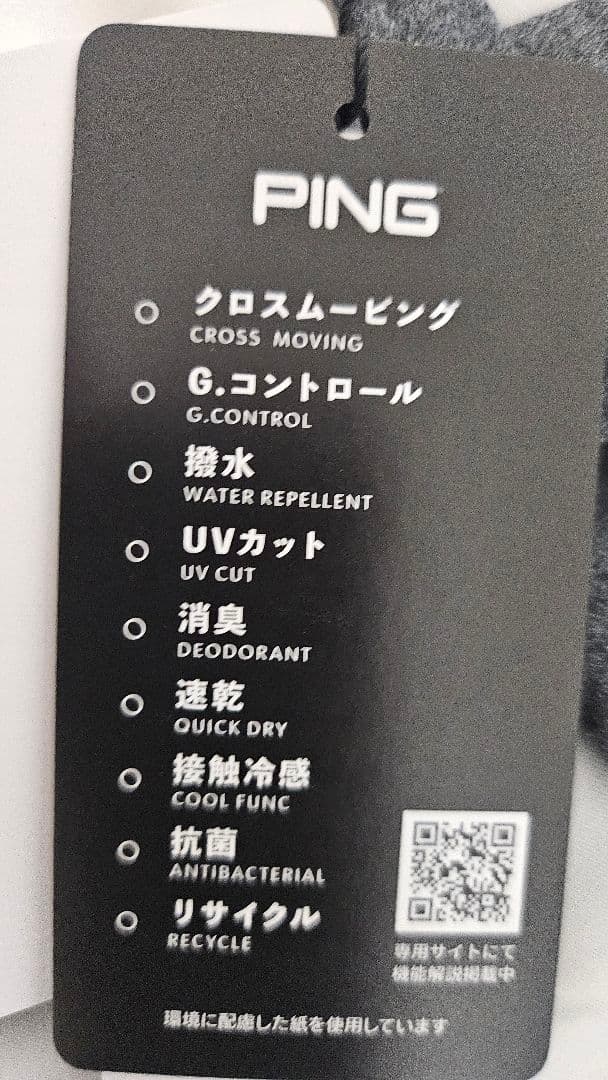 PING
クロスムービング
CROSS MOVING
G.コントロール
G.CONTROL
撥水
WATER REPELLENT
UVカット
UV CUT
消臭
DEODORANT
速乾
QUICK DRY
接触冷感
COOL FUNC
抗菌
ANTIBACTERIAL
リサイクル
RECYCLE
専用サイトにて
機能解説掲載中
環境に配慮した紙を使用しています